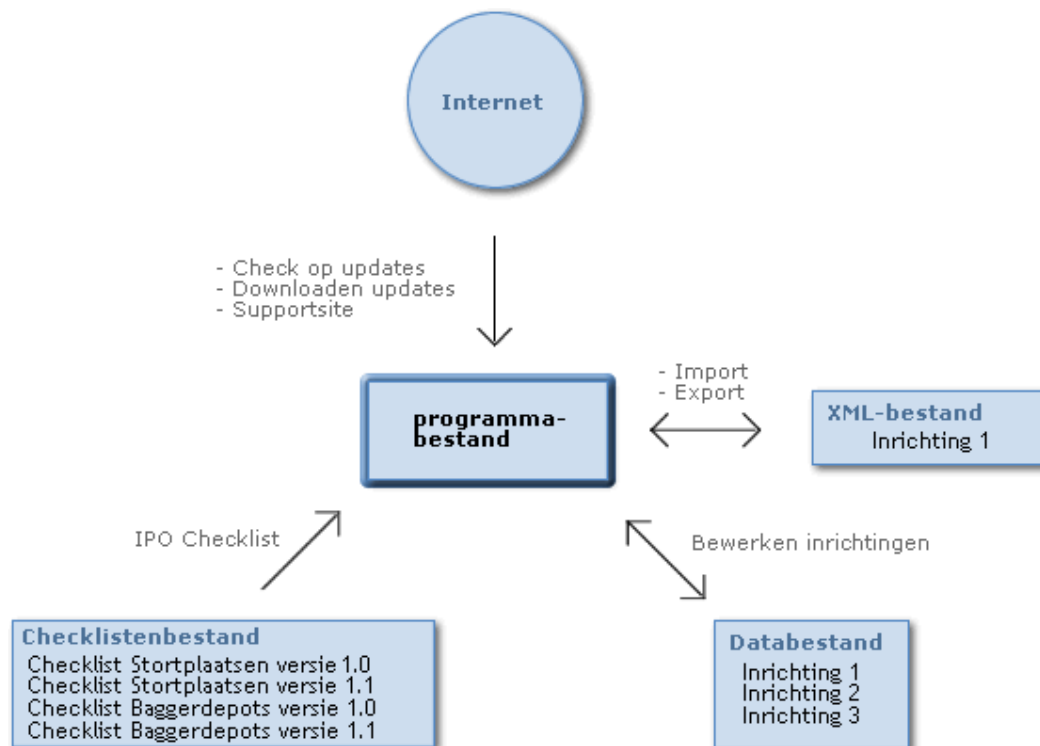 Internet
- Check op updates
- Downloaden updates
- Supportsite
programma-
bestand
- Import
- Export
XML-bestand
Inrichting 1
IPO Checklist
Bewerken inrichtingen
Checklistenbestand
Checklist Stortplaatsen versie 1.0
Checklist Stortplaatsen versie 1.1
Checklist Baggerdepots versie 1.0
Checklist Baggerdepots versie 1.1
Databestand
Inrichting 1
Inrichting 2
Inrichting 3